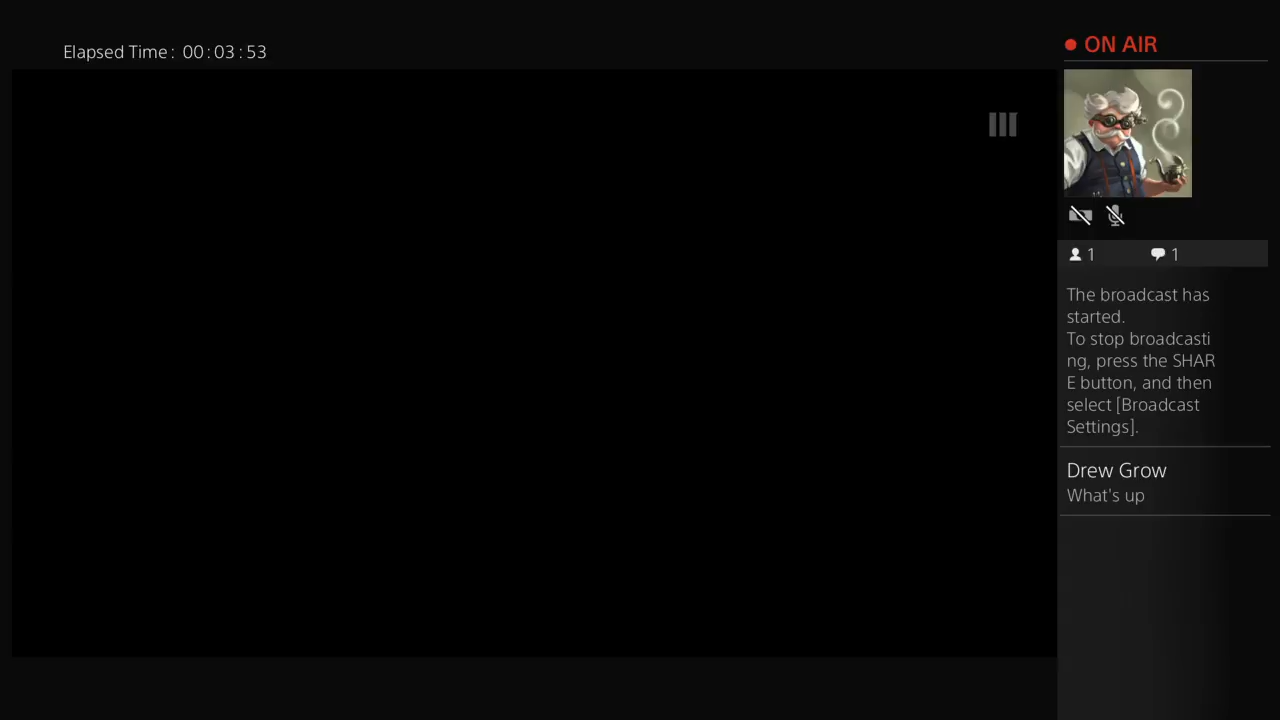 Elapsed Time: 00:03:53
ON AIR
1 1
The broadcast has
started.
To stop broadcasti
ng, press the SHAR
E button, and then
select [Broadcast
Settings].
Drew Grow
What's up